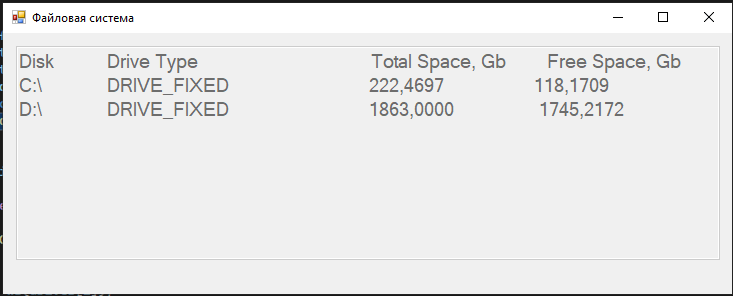 Файловая система
Disk Drive Type Total Space, Gb Free Space, Gb
C:\ DRIVE_FIXED 222,4697 118,1709
D:\ DRIVE_FIXED 1863,0000 1745,2172